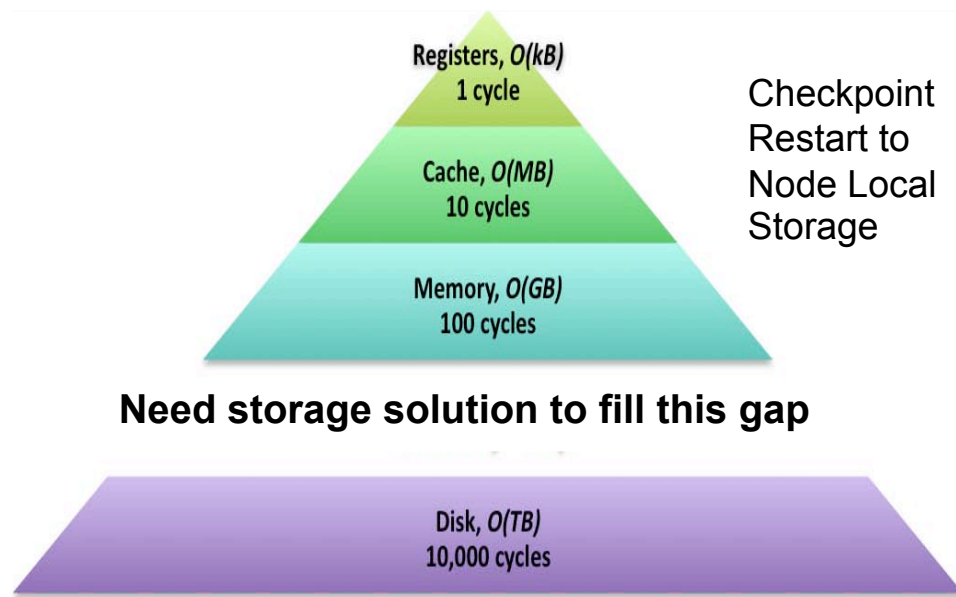 Registers, O(kB)
1 cycle
Cache, O(MB)
10 cycles
Memory, O(GB)
100 cycles
Checkpoint
Restart to
Node Local
Storage
Need storage solution to fill this gap
Disk, O(TB)
10,000 cycles